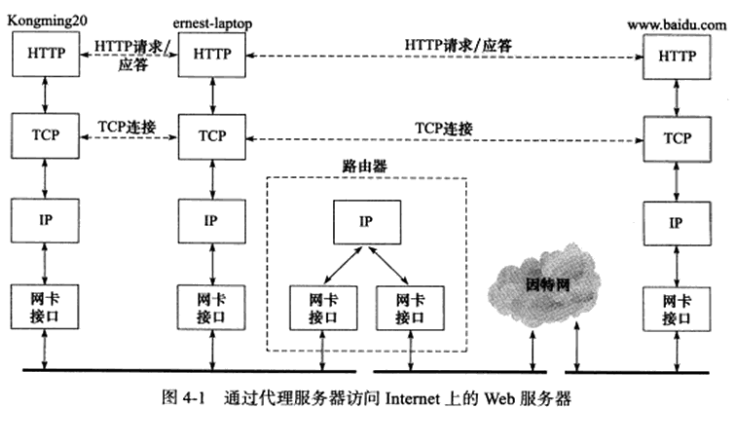 Kongming20
ernest-laptop
www.baidu.com
HTTP
HTTP请求/
应答
HTTP
HTTP请求/应答
HTTP
TCP
TCP连接
TCP
TCP连接
TCP
路由器
IP
IP
IP
IP
因特网
网卡
接口
网卡
接口
网卡
接口
网卡
接口
网卡
接口
图 4-1 通过代理服务器访问 Internet 上的 Web 服务器